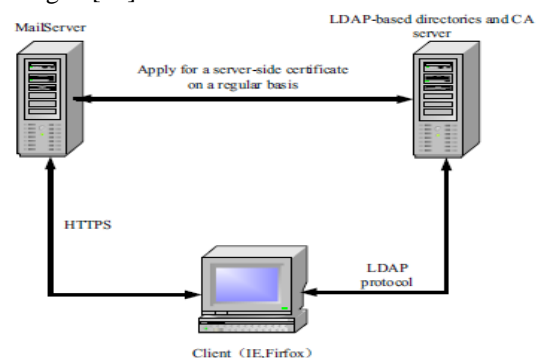 MailServer
LDAP-based directories and CA
server
Apply for a server-side certificate
on a regular basis
HTTPS
LDAP
protocol
Client（IE,Firfox）